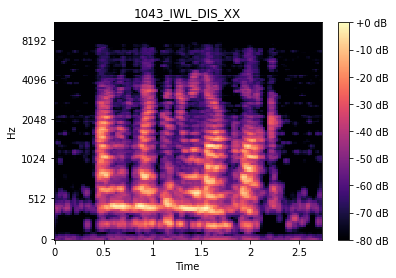 1043_IWL_DIS_XX
+0 dB
8192
-10 dB
4096
-20 dB
-30 dB
2048
Hz
-40 dB
1024
-50 dB
512
-60 dB
-70 dB
0
-80 dB
0
0.5
1
1.5
2
2.5
Time